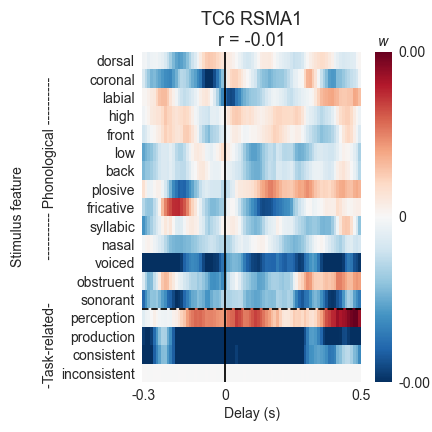 TC6 RSMA1
r = -0.01
w
dorsal
coronal
labial
high
front
low
back
plosive
fricative
syllabic
nasal
voiced
obstruent
sonorant
perception
production
consistent
inconsistent
Stimulus feature
-Task-related- ---------- Phonological ----------
0.00
0
-0.00
-0.3
0
0.5
Delay (s)